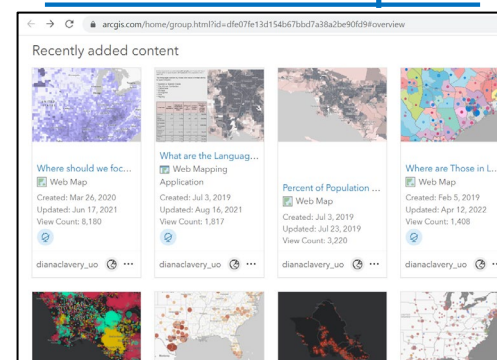 arcgis.com/home/group.html?id=dfe07fe13d154b67bbd7a38a2be90fd9#overview
Recently added content
Where should we foc...
Web Map
Created: Mar 26, 2020
Updated: Jun 17, 2021
View Count: 8,180
dianaclavery_uo
What are the Languag...
Web Mapping
Application
Created: Jul 3, 2019
Updated: Aug 16, 2021
View Count: 1,817
dianaclavery_uo
Percent of Population ...
Web Map
Created: Jul 3, 2019
Updated: Jul 23, 2019
View Count: 3,220
dianaclavery_uo
Where are Those in L...
Web Map
Created: Feb 5, 2019
Updated: Apr 12, 2022
View Count: 1,408
dianaclavery_uo